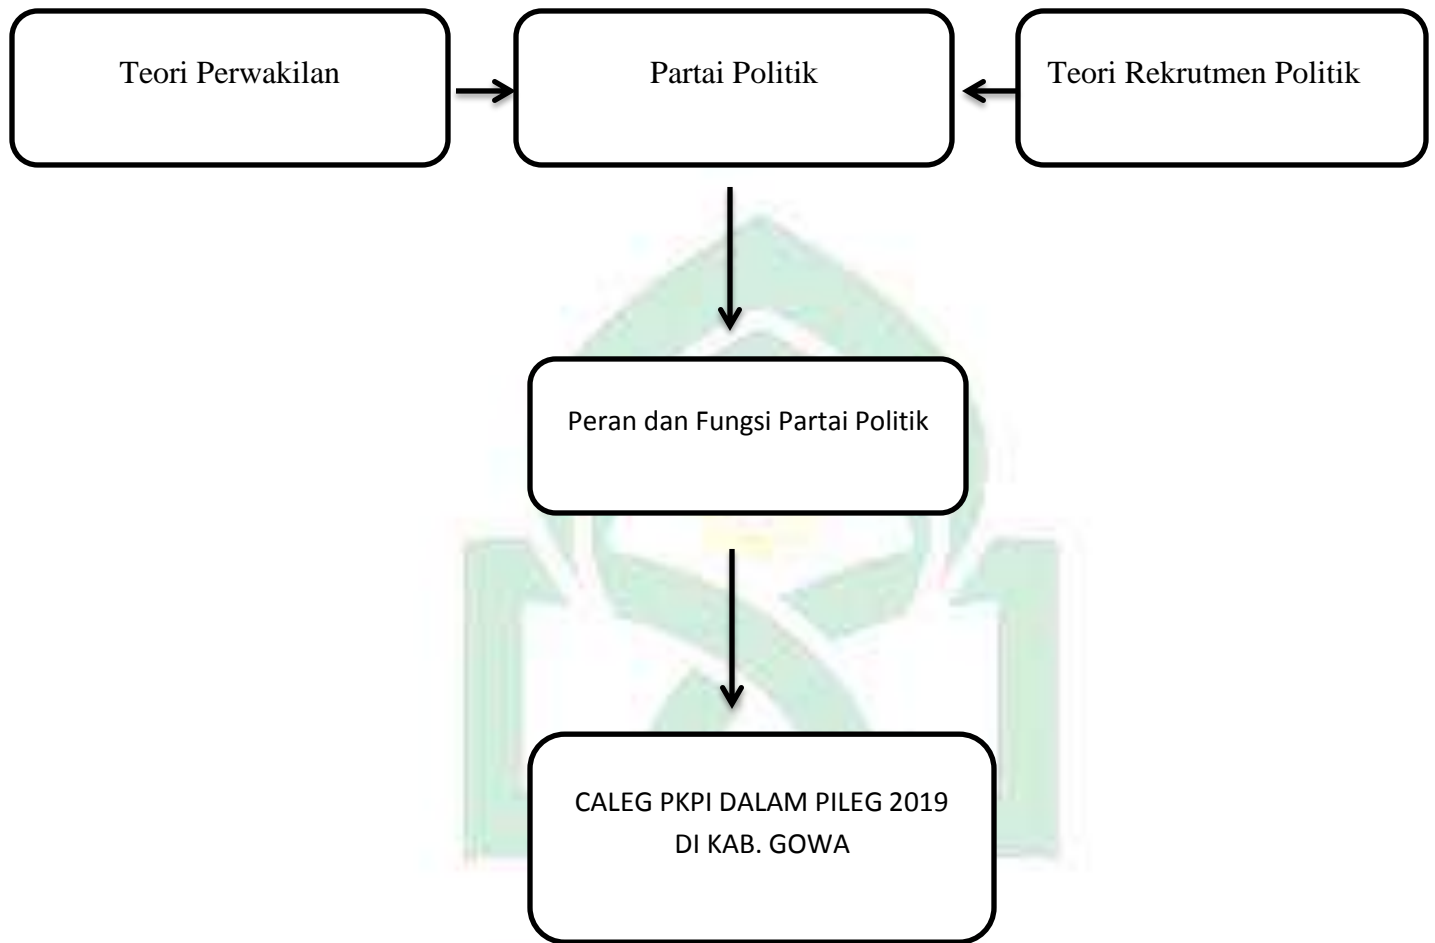 Teori Perwakilan
Partai Politik
Teori Rekrutmen Politik
Peran dan Fungsi Partai Politik
CALEG PKPI DALAM PILEG 2019
DI KAB. GOWA